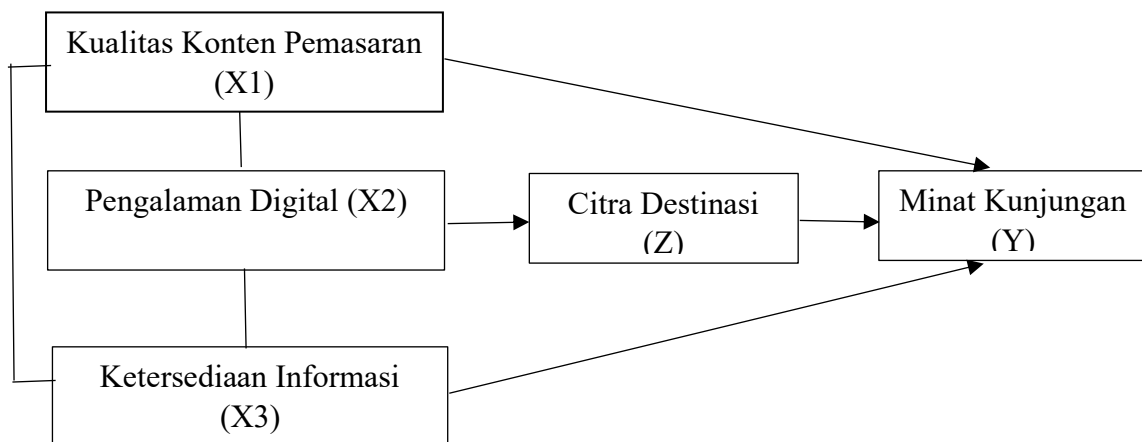 Kualitas Konten Pemasaran
(X1)
Pengalaman Digital (X2)
Citra Destinasi
(Z)
Minat Kunjungan
(Y)
Ketersediaan Informasi
(X3)